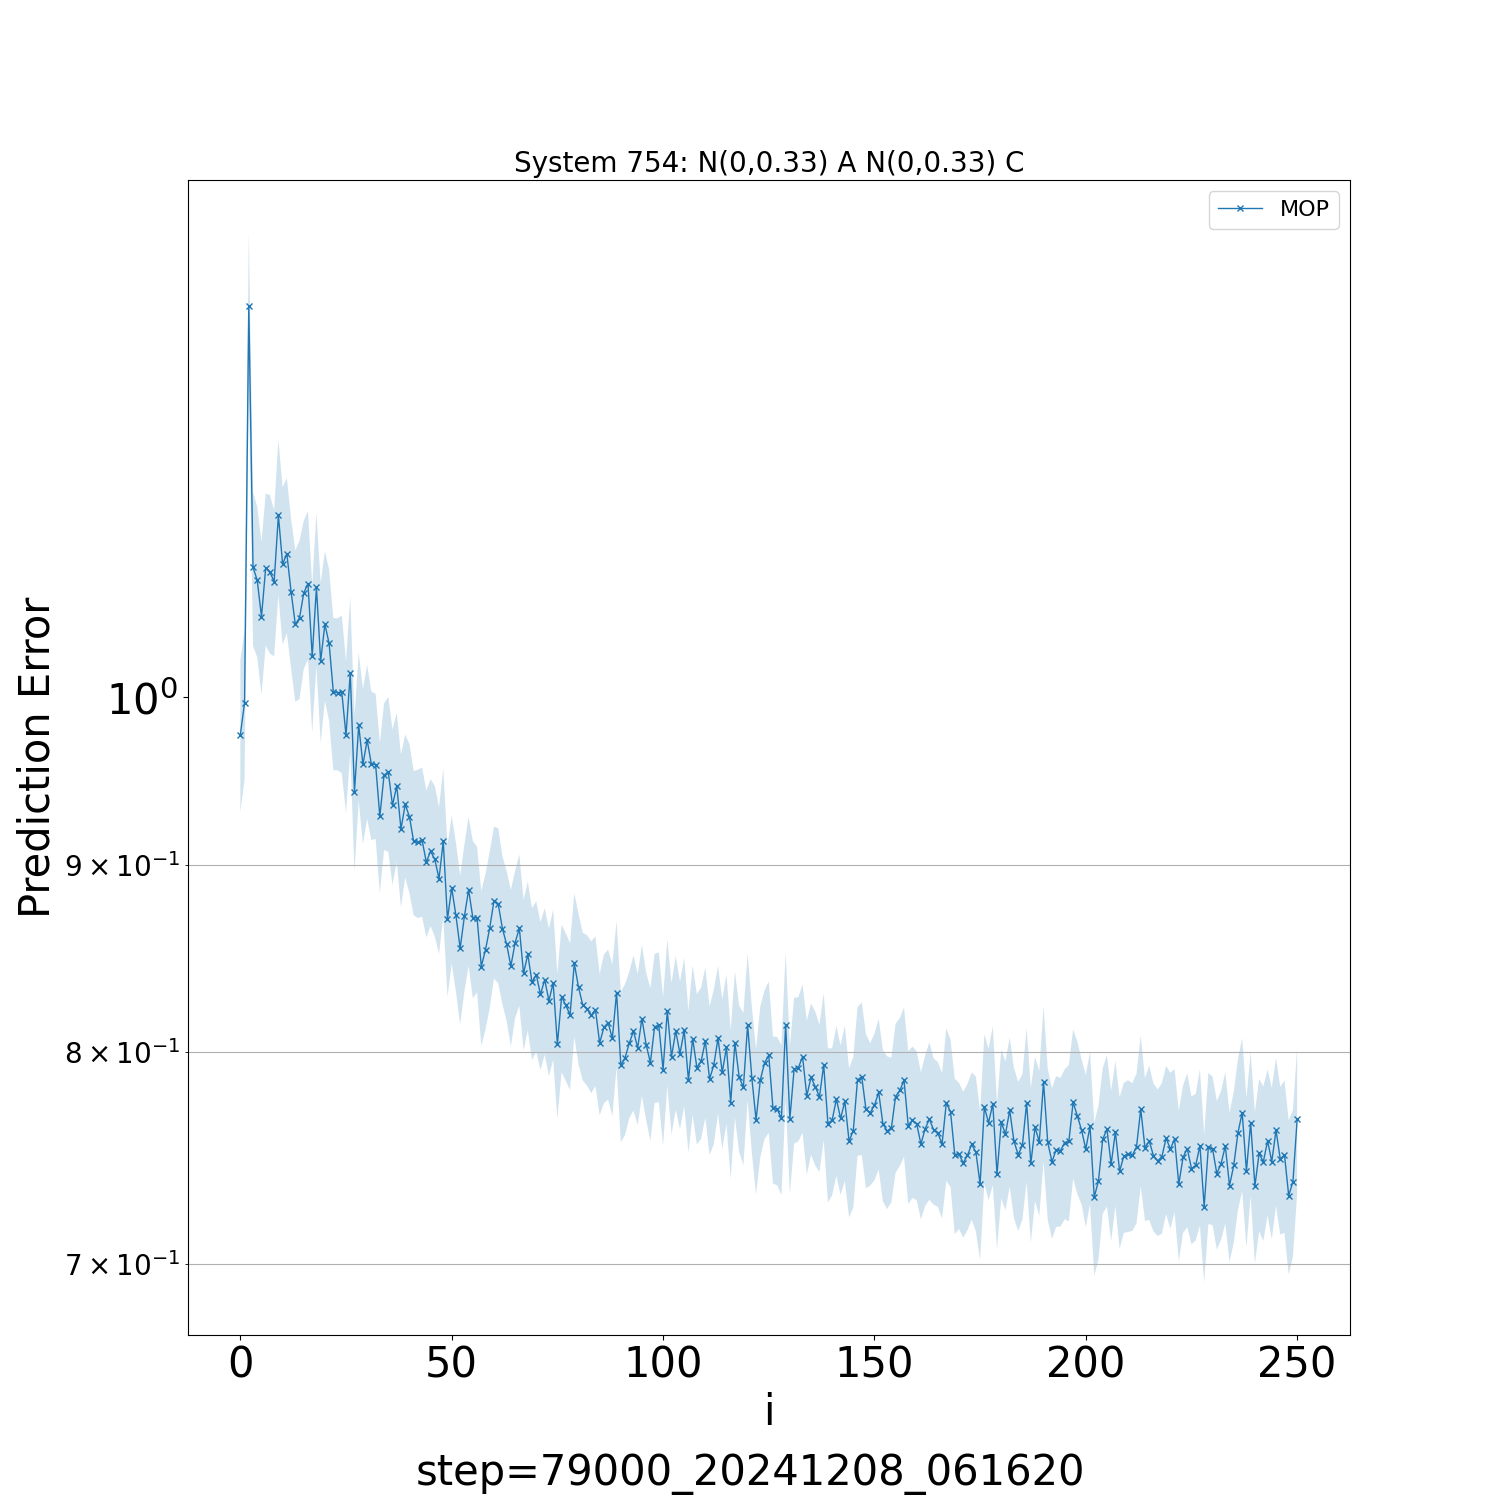 System 754: N(0,0.33) A N(0,0.33) C
MOP
Prediction Error
10⁰
9 × 10⁻¹
8 × 10⁻¹
7 × 10⁻¹
0 50 100 150 200 250
i
step=79000_20241208_061620